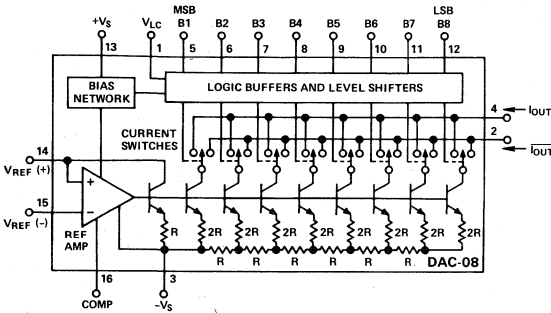 MSB LSB
+VS VLC B1 B2 B3 B4 B5 B6 B7 B8
13 1 5 6 7 8 9 10 11 12
BIAS
NETWORK
LOGIC BUFFERS AND LEVEL SHIFTERS
4 IOUT
2 IOUT
CURRENT
SWITCHES
14
VREF (+)
+
15
VREF (-)
−
REF
AMP
R 2R 2R 2R 2R 2R 2R 2R 2R
R R R R R R
16 3
DAC-08
COMP
-VS